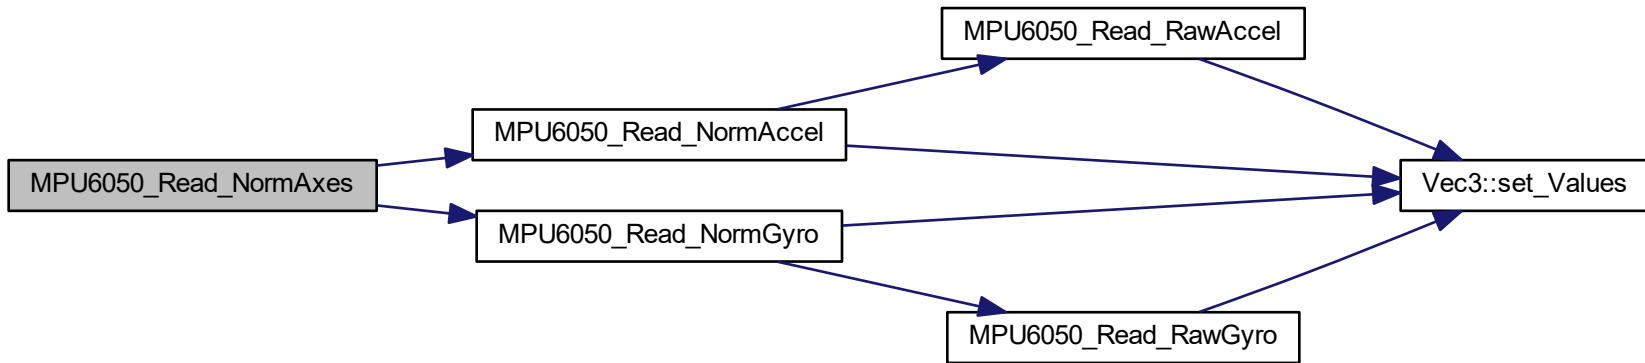 MPU6050_Read_RawAccel
MPU6050_Read_NormAccel
MPU6050_Read_NormAxes
Vec3::set_Values
MPU6050_Read_NormGyro
MPU6050_Read_RawGyro